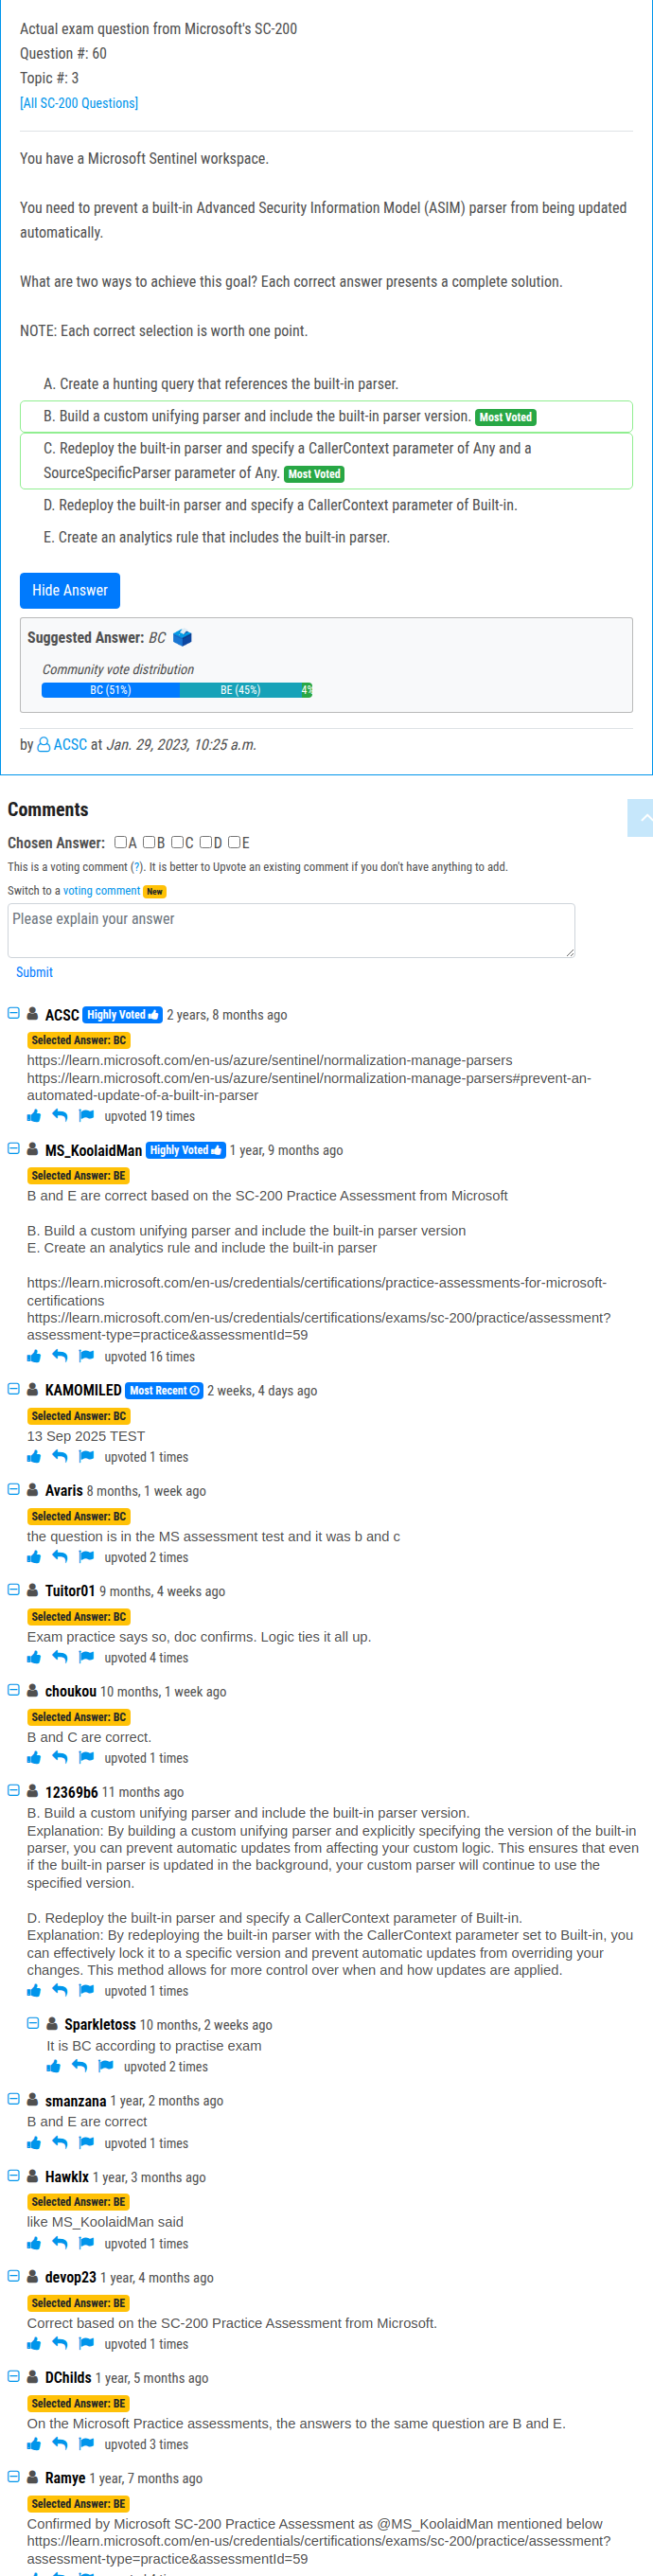 Actual exam question from Microsoft's SC-200
Question #: 60
Topic #: 3
[All SC-200 Questions]
You have a Microsoft Sentinel workspace.
You need to prevent a built-in Advanced Security Information Model (ASIM) parser from being updated
automatically.
What are two ways to achieve this goal? Each correct answer presents a complete solution.
NOTE: Each correct selection is worth one point.
A. Create a hunting query that references the built-in parser.
B. Build a custom unifying parser and include the built-in parser version. Most Voted
C. Redeploy the built-in parser and specify a CallerContext parameter of Any and a
SourceSpecificParser parameter of Any. Most Voted
D. Redeploy the built-in parser and specify a CallerContext parameter of Built-in.
E. Create an analytics rule that includes the built-in parser.
Hide Answer
Suggested Answer: BC
Community vote distribution
BC (51%) BE (45%) 4%
by ACSC at Jan. 29, 2023, 10:25 a.m.
Comments
Chosen Answer: A B C D E
This is a voting comment (?). It is better to Upvote an existing comment if you don't have anything to add.
Switch to a voting comment New
Please explain your answer
Submit
ACSC Highly Voted 2 years, 8 months ago
Selected Answer: BC
https://learn.microsoft.com/en-us/azure/sentinel/normalization-manage-parsers
https://learn.microsoft.com/en-us/azure/sentinel/normalization-manage-parsers#prevent-an-
automated-update-of-a-built-in-parser
upvoted 19 times
MS_KoolaidMan Highly Voted 1 year, 9 months ago
Selected Answer: BE
B and E are correct based on the SC-200 Practice Assessment from Microsoft
B. Build a custom unifying parser and include the built-in parser version
E. Create an analytics rule and include the built-in parser
https://learn.microsoft.com/en-us/credentials/certifications/practice-assessments-for-microsoft-
certifications
https://learn.microsoft.com/en-us/credentials/certifications/exams/sc-200/practice/assessment?
assessment-type=practice&assessmentId=59
upvoted 16 times
KAMOMILED Most Recent 2 weeks, 4 days ago
Selected Answer: BC
13 Sep 2025 TEST
upvoted 1 times
Avaris 8 months, 1 week ago
Selected Answer: BC
the question is in the MS assessment test and it was b and c
upvoted 2 times
Tuitor01 9 months, 4 weeks ago
Selected Answer: BC
Exam practice says so, doc confirms. Logic ties it all up.
upvoted 4 times
choukou 10 months, 1 week ago
Selected Answer: BC
B and C are correct.
upvoted 1 times
12369b6 11 months ago
B. Build a custom unifying parser and include the built-in parser version.
Explanation: By building a custom unifying parser and explicitly specifying the version of the built-in
parser, you can prevent automatic updates from affecting your custom logic. This ensures that even
if the built-in parser is updated in the background, your custom parser will continue to use the
specified version.
D. Redeploy the built-in parser and specify a CallerContext parameter of Built-in.
Explanation: By redeploying the built-in parser with the CallerContext parameter set to Built-in, you
can effectively lock it to a specific version and prevent automatic updates from overriding your
changes. This method allows for more control over when and how updates are applied.
upvoted 1 times
Sparkletoss 10 months, 2 weeks ago
It is BC according to practise exam
upvoted 2 times
smanzana 1 year, 2 months ago
B and E are correct
upvoted 1 times
Hawklx 1 year, 3 months ago
Selected Answer: BE
like MS_KoolaidMan said
upvoted 1 times
devop23 1 year, 4 months ago
Selected Answer: BE
Correct based on the SC-200 Practice Assessment from Microsoft.
upvoted 1 times
DChilds 1 year, 5 months ago
Selected Answer: BE
On the Microsoft Practice assessments, the answers to the same question are B and E.
upvoted 3 times
Ramye 1 year, 7 months ago
Selected Answer: BE
Confirmed by Microsoft SC-200 Practice Assessment as @MS_KoolaidMan mentioned below
https://learn.microsoft.com/en-us/credentials/certifications/exams/sc-200/practice/assessment?
assessment-type=practice&assessmentId=59